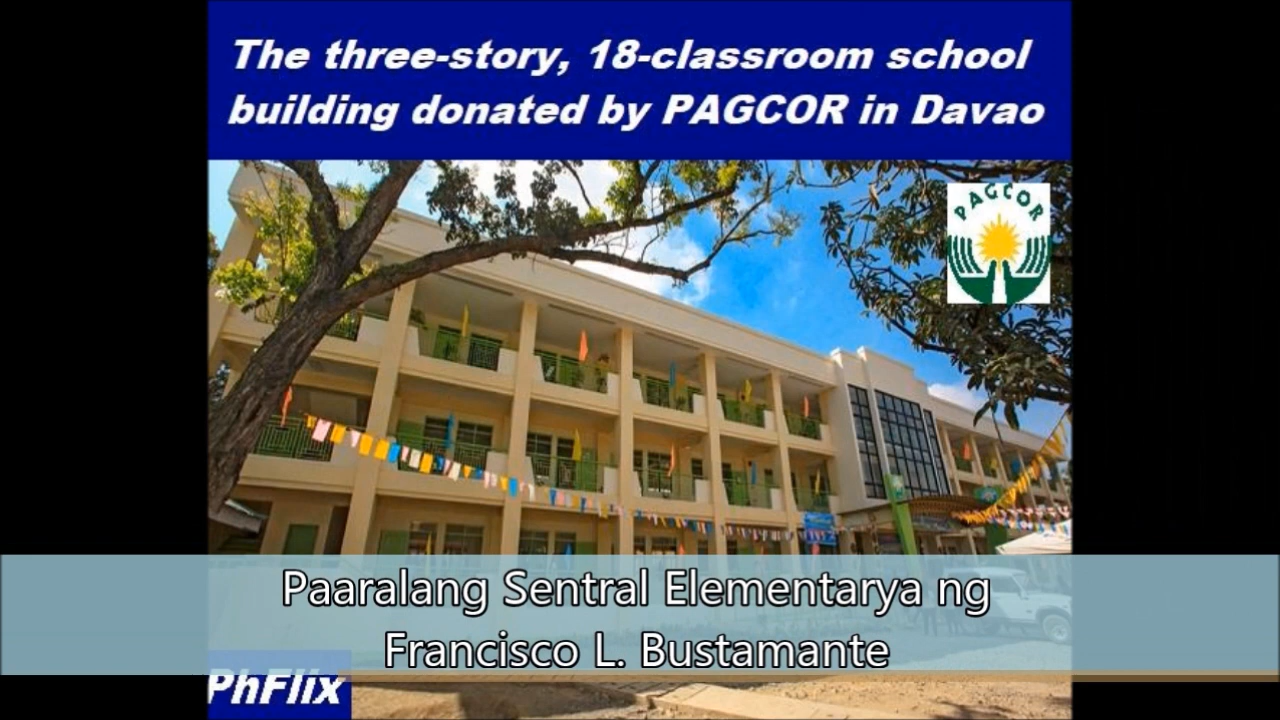 The three-story, 18-classroom school
building donated by PAGCOR in Davao
PAGCOR
Paaralang Sentral Elementarya ng
Francisco L. Bustamante
PhFlix